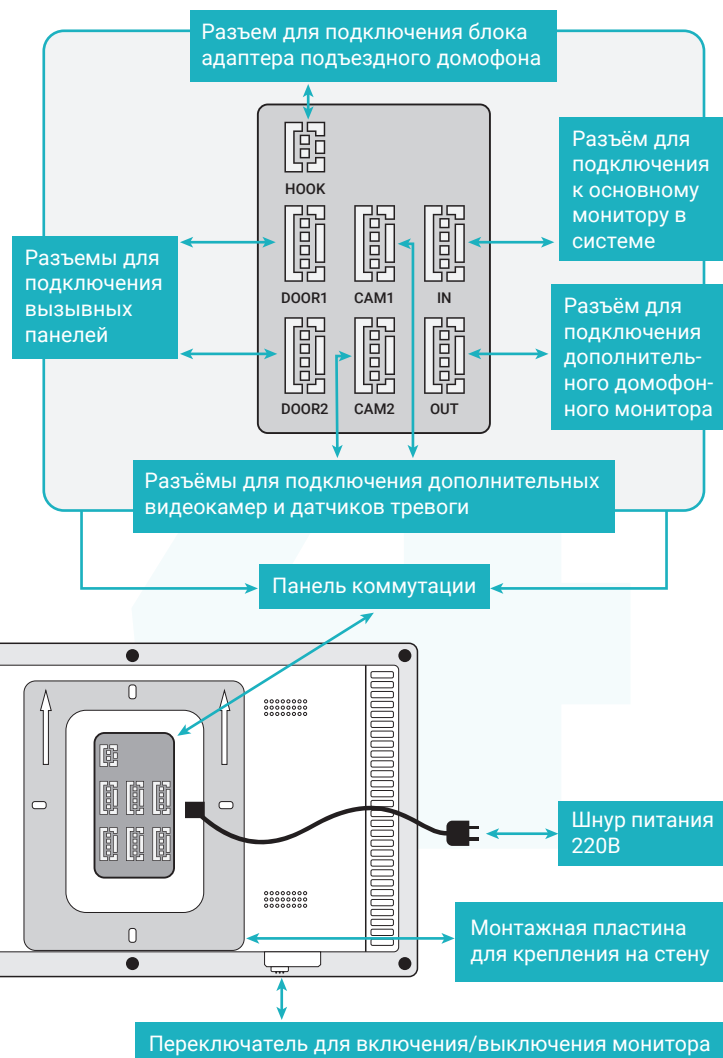 Разъем для подключения блока
адаптера подъездного домофона
HOOK
Разъём для
подключения
к основному
монитору в
системе
Разъемы для
подключения
вызывных
панелей
DOOR1 CAM1 IN
Разъём для
подключения
дополнитель-
ного домофон-
ного монитора
DOOR2 CAM2 OUT
Разъёмы для подключения дополнительных
видеокамер и датчиков тревоги
Панель коммутации
Шнур питания
220В
Монтажная пластина
для крепления на стену
Переключатель для включения/выключения монитора